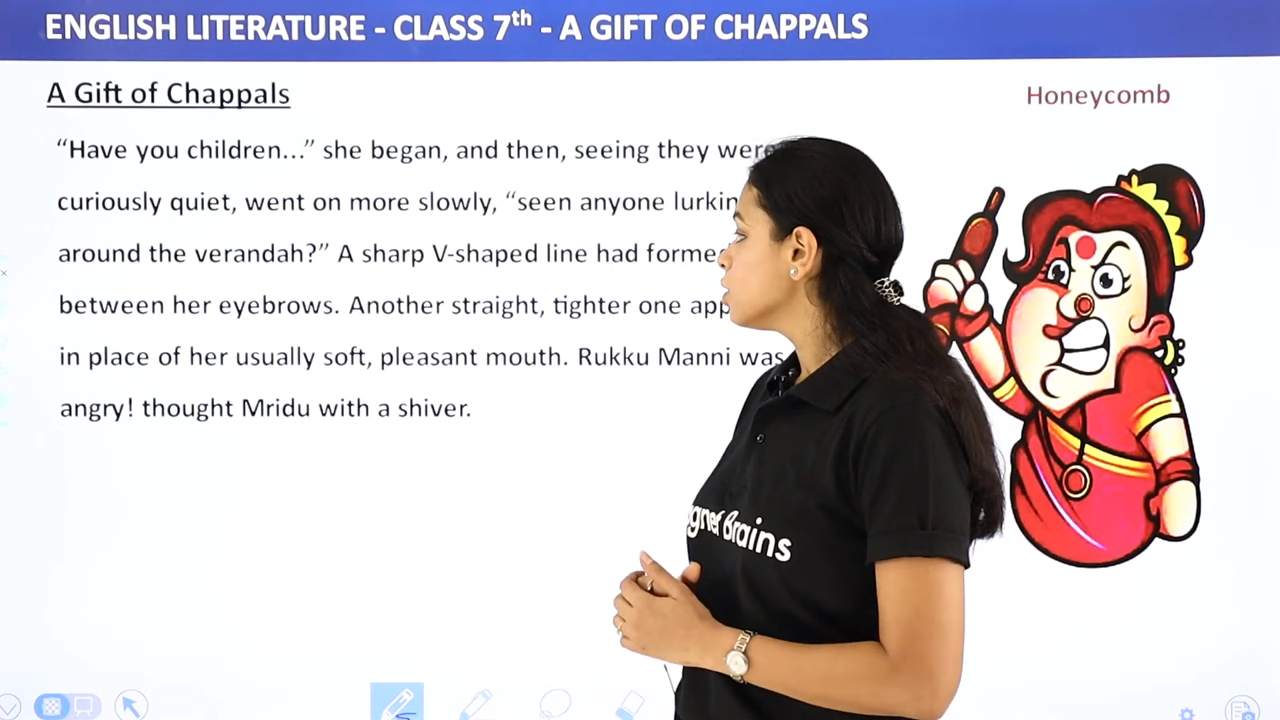 ENGLISH LITERATURE - CLASS 7th - A GIFT OF CHAPPALS
A Gift of Chappals
Honeycomb
“Have you children...” she began, and then, seeing they were
curiously quiet, went on more slowly, “seen anyone
around the verandah?” A sharp V-shaped line had
between her eyebrows. Another straight, tighter one
in place of her usually soft, pleasant mouth. Rukku Manni was
angry! thought Mridu with a shiver.
Brains